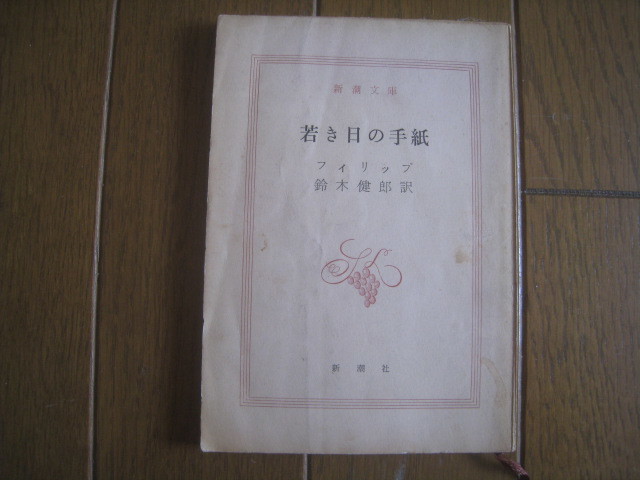 新潮文庫
若き日の手紙
フィリップ
鈴木健郎訳
新潮社